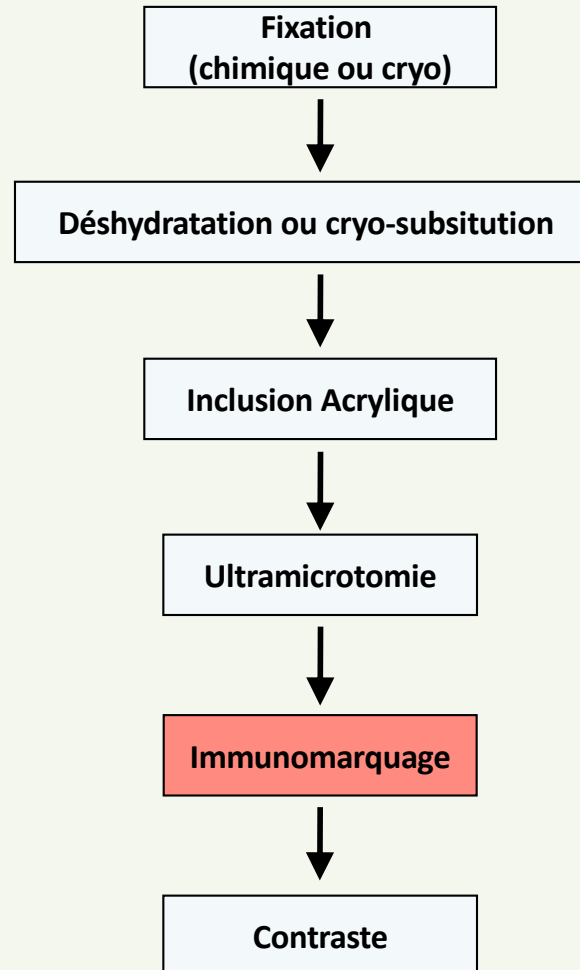 Fixation
(chimique ou cryo)
Déshydratation ou cryo-subsitution
Inclusion Acrylique
Ultramicrotomie
Immunomarquage
Contraste